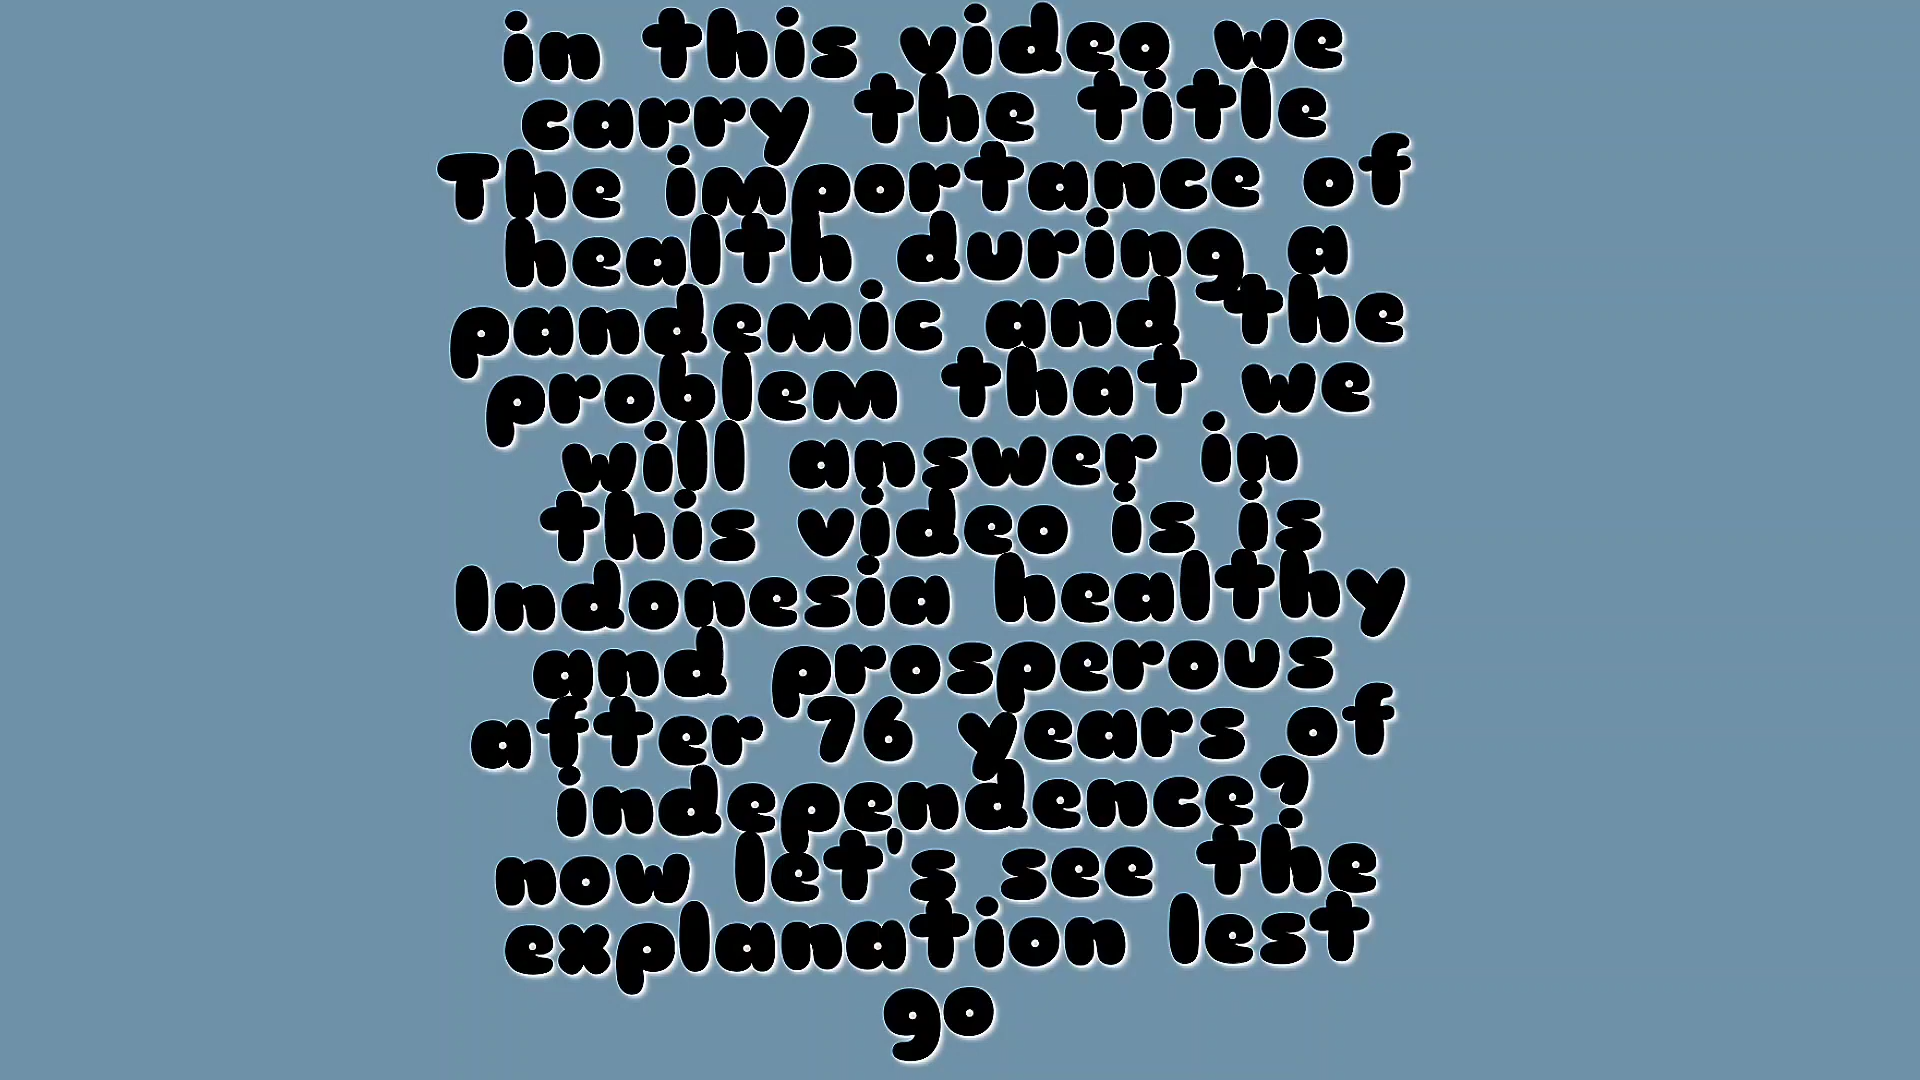 in this video we
carry the title
The importance of
health during a
pandemic and the
problem that we
will answer in
this video is is
Indonesia healthy
and prosperous
after 76 years of
independence?
now let's see the
explanation lest
go